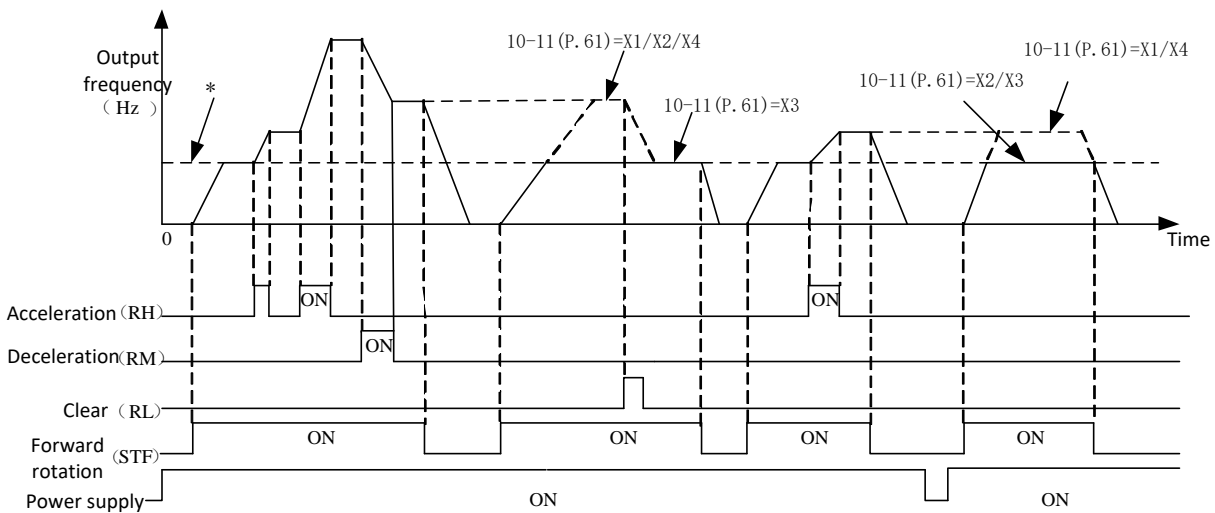 Output
frequency
（Hz ）
*
10-11(P.61)=X1/X2/X4
10-11(P.61)=X3
10-11(P.61)=X2/X3
10-11(P.61)=X1/X4
0
Time
Acceleration（RH）
ON
ON
Deceleration(RM)
ON
Clear（RL）
Forward
rotation
(STF)
ON
ON
ON
ON
Power supply
ON
ON